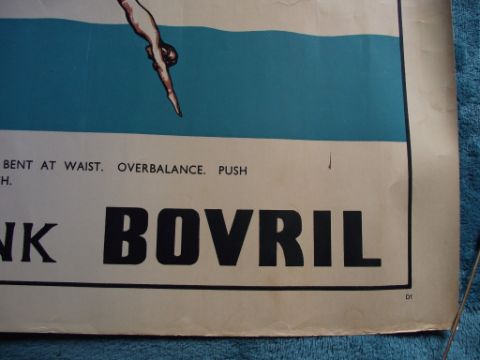 BENT AT WAIST. OVERBALANCE. PUSH
H.
NK BOVRIL
D1